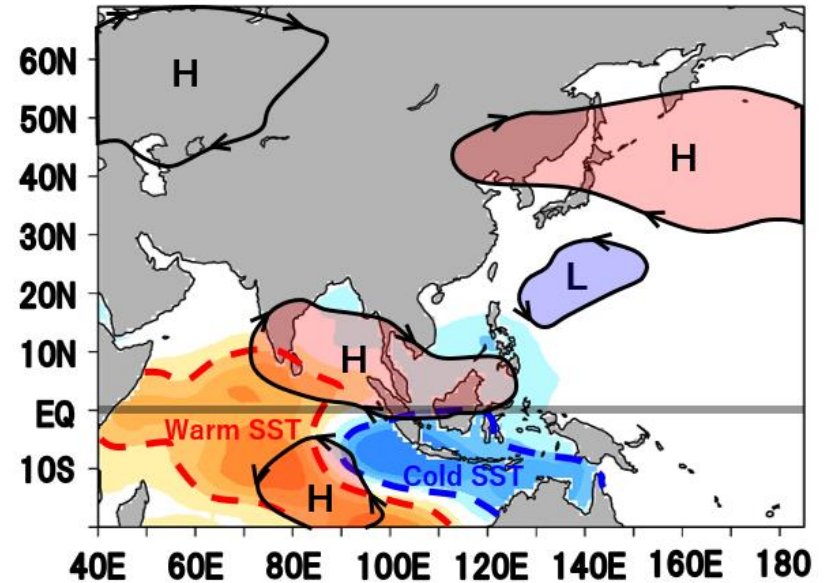 H
60N
50N
H
40N
30N
L
20N
10N
H
EQ
Warm SST
10S
Cold SST
H
40E 60E 80E 100E 120E 140E 160E 180